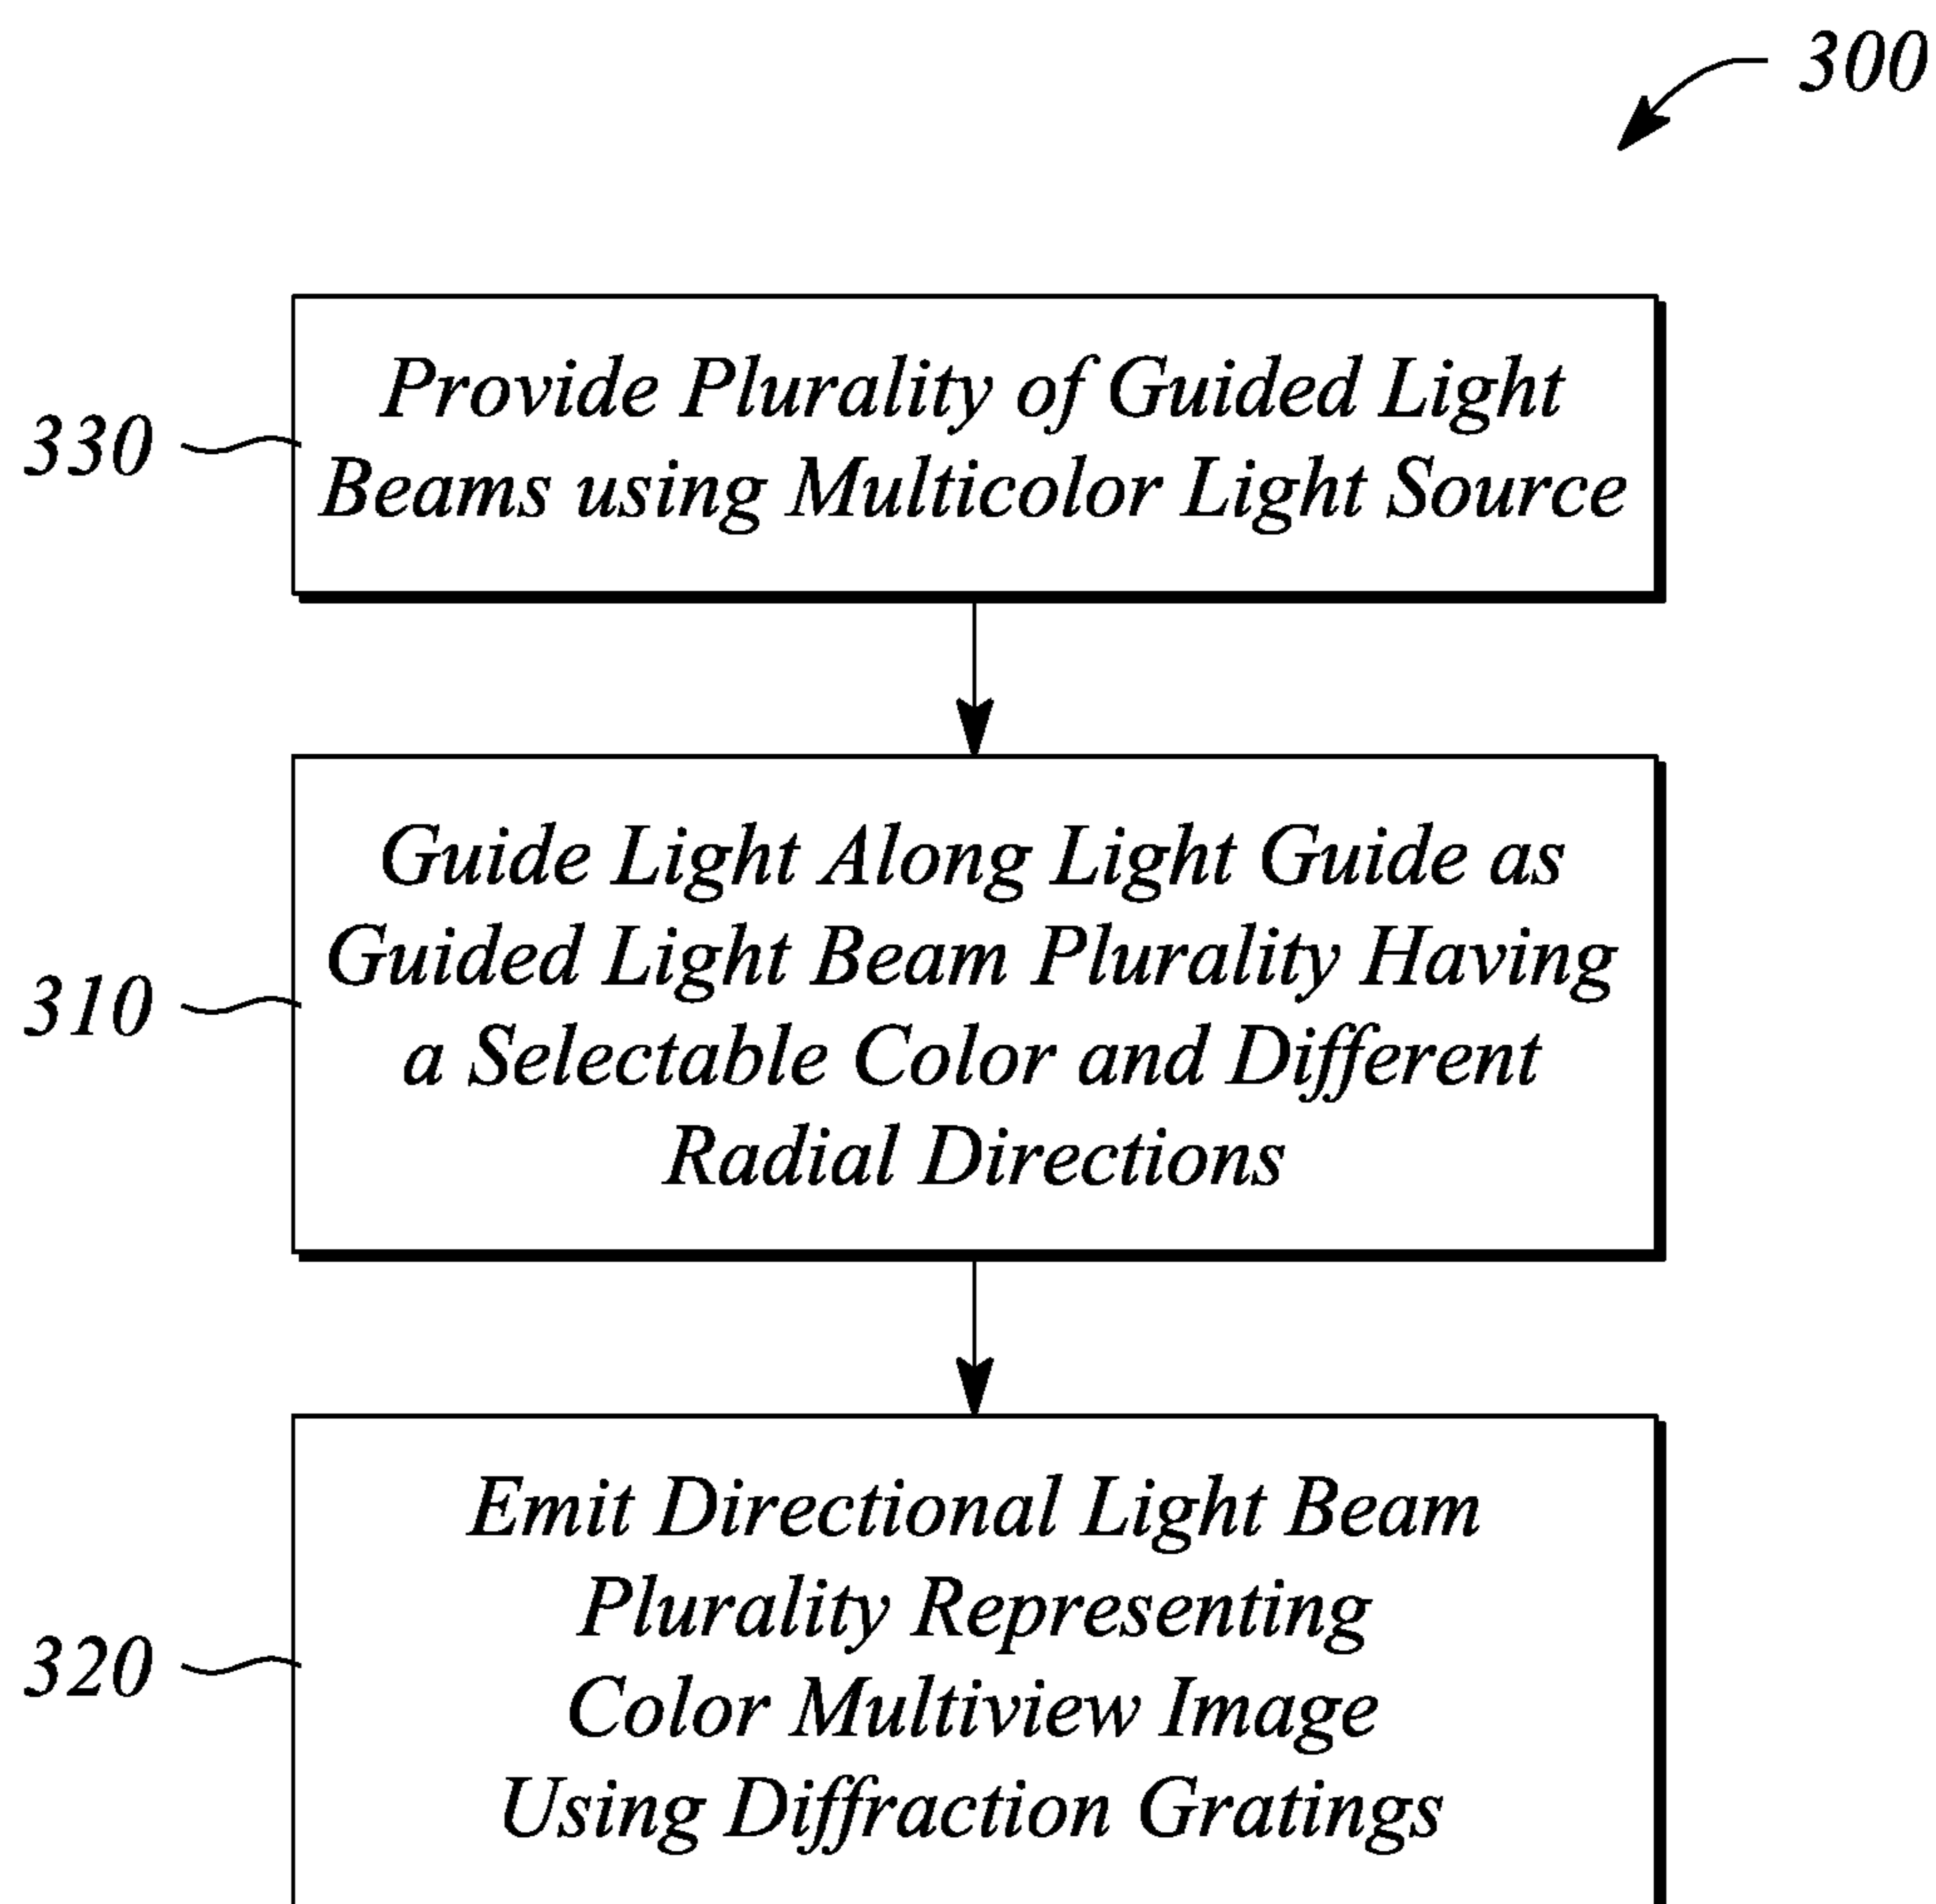 300
330
Provide Plurality of Guided Light
Beams using Multicolor Light Source
310
Guide Light Along Light Guide as
Guided Light Beam Plurality Having
a Selectable Color and Different
Radial Directions
320
Emit Directional Light Beam
Plurality Representing
Color Multiview Image
Using Diffraction Gratings